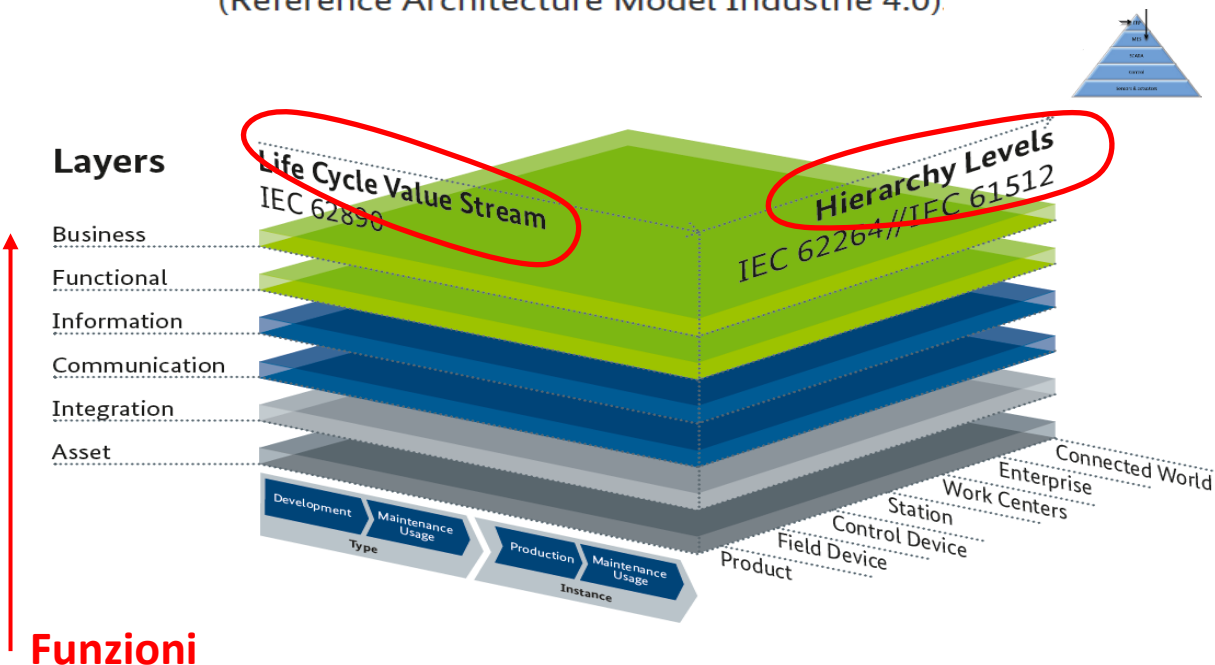 (Reference Architecture Model Industrie 4.0)
MES
SCADA
Layers
Life Cycle Value Stream
IEC 62890
Hierarchy Levels
IEC 62264//IEC 61512
Business
Functional
Information
Communication
Integration
Asset
Development
Maintenance
Usage
Type
Production
Maintenance
Usage
Instance
Product
Field Device
Control Device
Station
Work Centers
Enterprise
Connected World
Funzioni